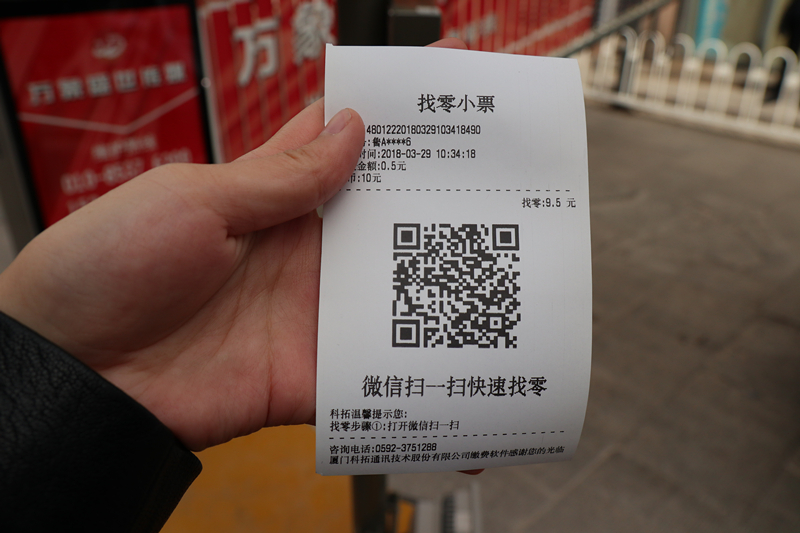 万象
找零小票
48012220180329103418490
:鲁A****6
时间:2018-03-29 10:34:18
金额:0.5元
币:10元
找零:9.5 元
微信扫一扫快速找零
科拓温馨提示您:
找零步骤①:打开微信扫一扫
咨询电话:0592-3751288
厦门科拓通讯技术股份有限公司缴费软件感谢您的光临